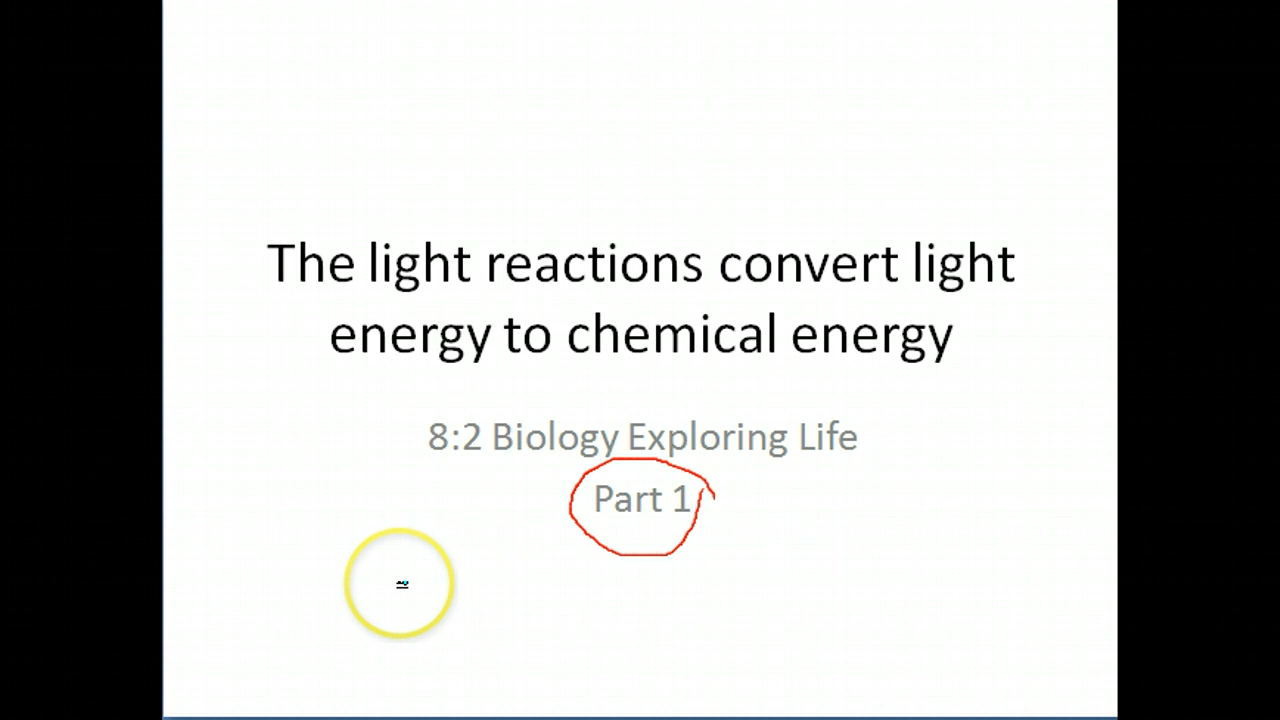 The light reactions convert light
energy to chemical energy
8:2 Biology Exploring Life
Part 1